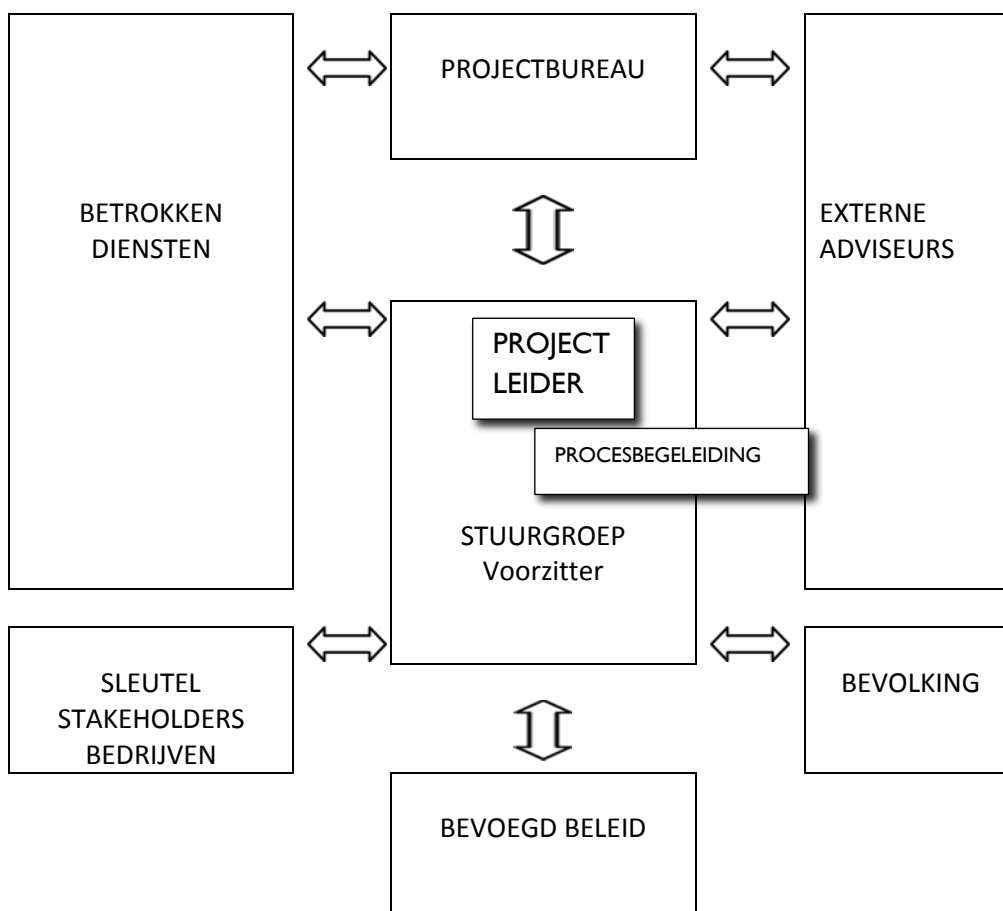 PROJECTBUREAU
BETROKKEN
DIENSTEN
EXTERNE
ADVISEURS
PROJECT
LEIDER
PROCESBEGELEIDING
STUURGROEP
Voorzitter
SLEUTEL
STAKEHOLDERS
BEDRIJVEN
BEVOLKING
BEVOEGD BELEID